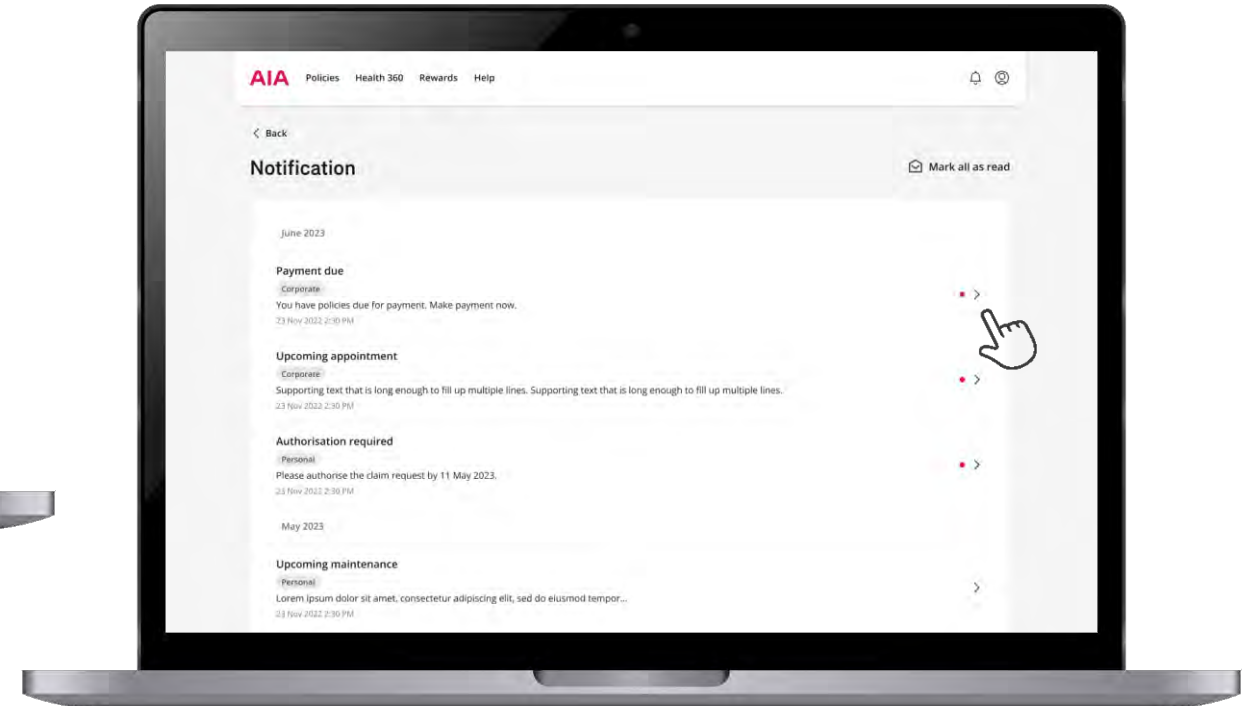 AIA Policies Health 360 Rewards Help
Back
Notification
Mark all as read
June 2023
Payment due
Corporate
You have policies due for payment. Make payment now.
23 Nov 2022 2:30 PM
Upcoming appointment
Corporate
Supporting text that is long enough to fill up multiple lines. Supporting text that is long enough to fill up multiple lines.
23 Nov 2022 2:30 PM
Authorisation required
Personal
Please authorise the claim request by 11 May 2023.
23 Nov 2022 2:30 PM
May 2023
Upcoming maintenance
Personal
Lorem ipsum dolor sit amet, consectetur adipiscing elit, sed do eiusmod tempor...
23 Nov 2022 2:30 PM